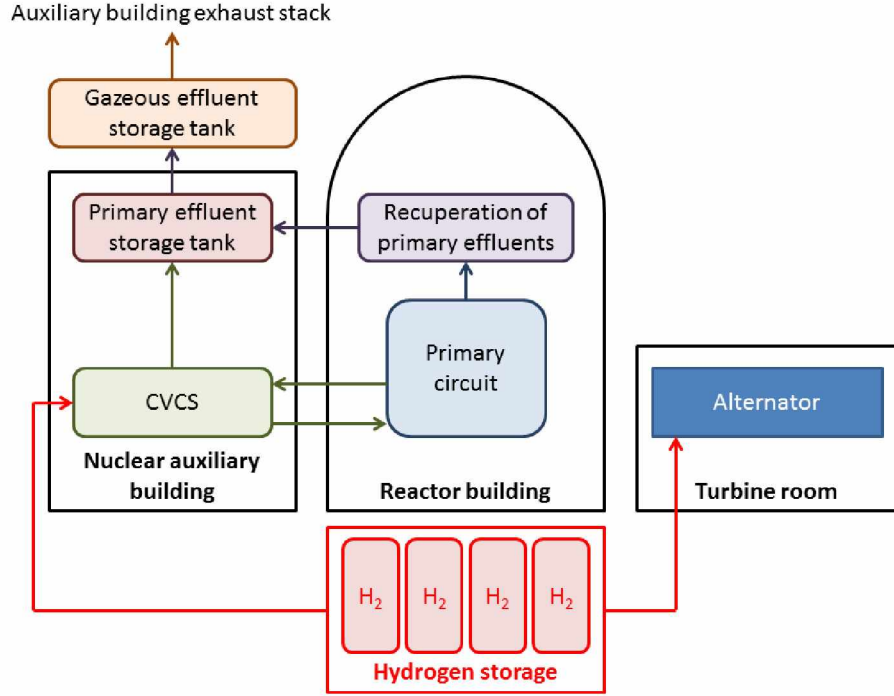 Auxiliary building exhaust stack
Gazeous effluent
storage tank
Primary effluent
storage tank
Recuperation of
primary effluents
Primary
circuit
CVCS
Alternator
Nuclear auxiliary
building
Reactor building
Turbine room
H₂ H₂ H₂ H₂
Hydrogen storage